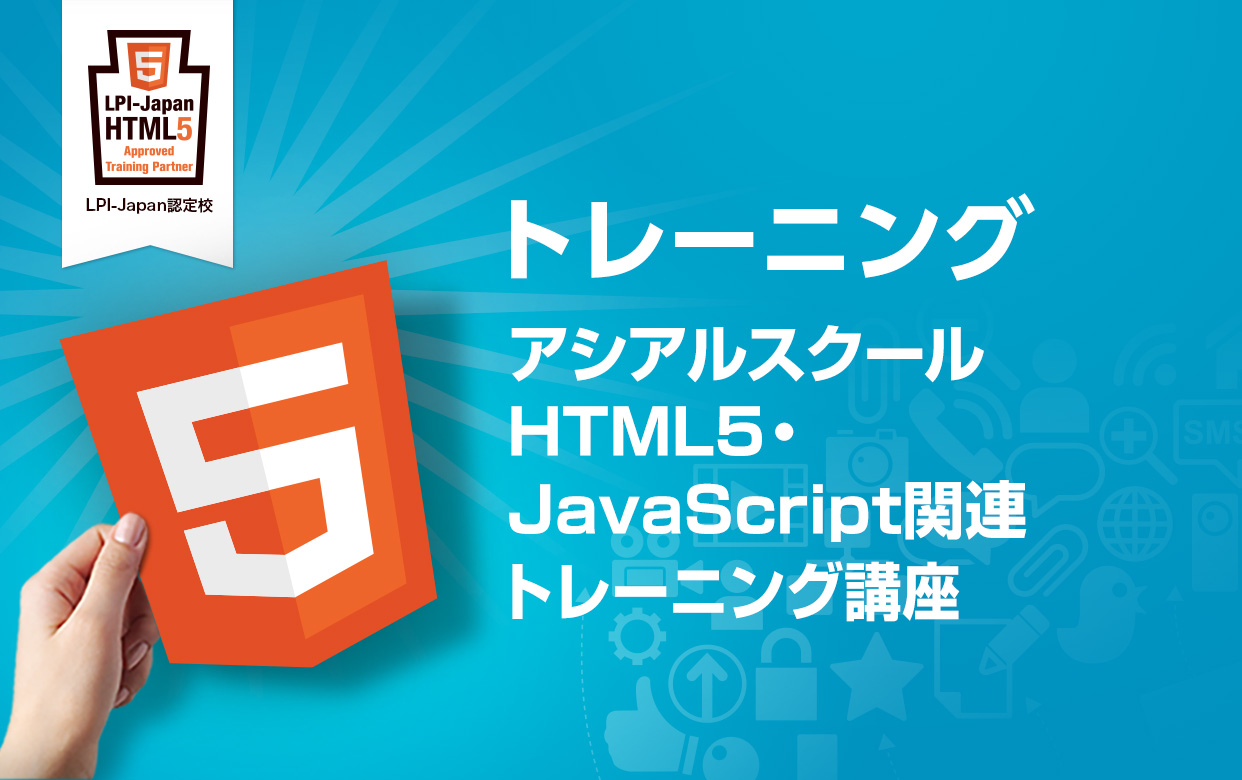 5
LPI-Japan
HTML5
Approved
Training Partner
LPI-Japan認定校
トレーニング
アシアルスクール
HTML5・
JavaScript関連
トレーニング講座
5
SMS